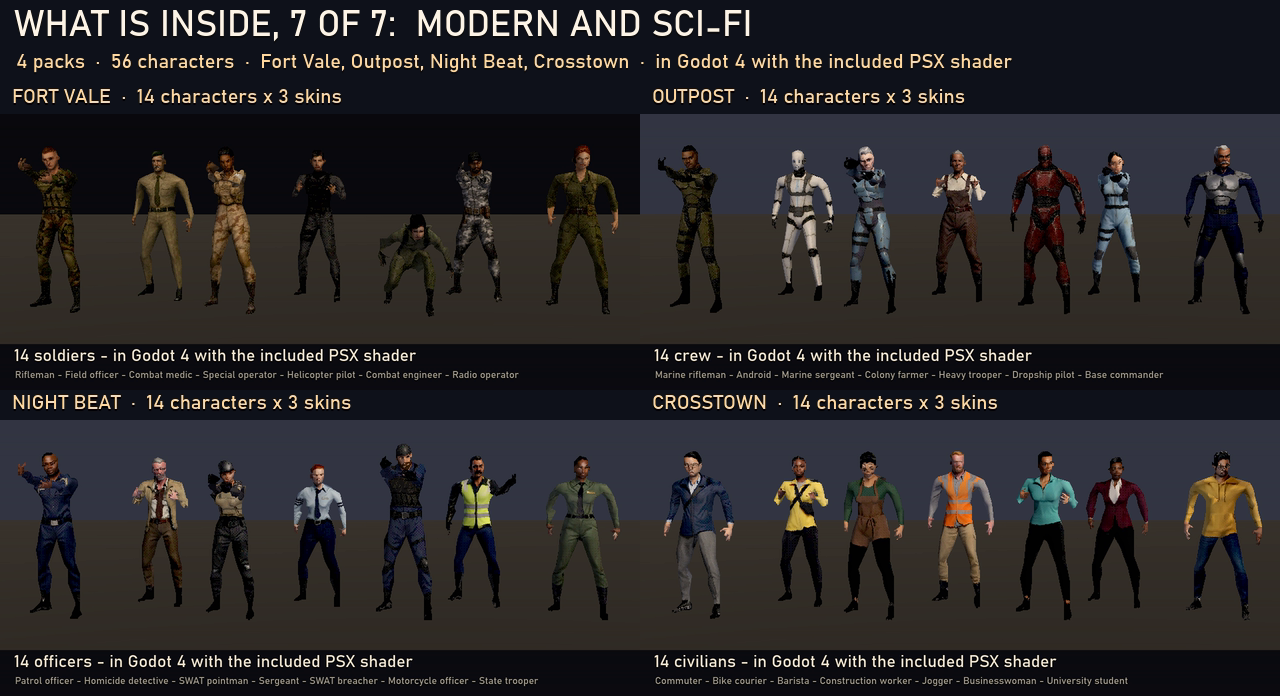 WHAT IS INSIDE, 7 OF 7: MODERN AND SCI-FI
4 packs · 56 characters · Fort Vale, Outpost, Night Beat, Crosstown · in Godot 4 with the included PSX shader
FORT VALE · 14 characters x 3 skins
OUTPOST · 14 characters x 3 skins
14 soldiers - in Godot 4 with the included PSX shader
Rifleman - Field officer - Combat medic - Special operator - Helicopter pilot - Combat engineer - Radio operator
14 crew - in Godot 4 with the included PSX shader
Marine rifleman - Android - Marine sergeant - Colony farmer - Heavy trooper - Dropship pilot - Base commander
NIGHT BEAT · 14 characters x 3 skins
CROSSTOWN · 14 characters x 3 skins
14 officers - in Godot 4 with the included PSX shader
Patrol officer - Homicide detective - SWAT pointman - Sergeant - SWAT breacher - Motorcycle officer - State trooper
14 civilians - in Godot 4 with the included PSX shader
Commuter - Bike courier - Barista - Construction worker - Jogger - Businesswoman - University student